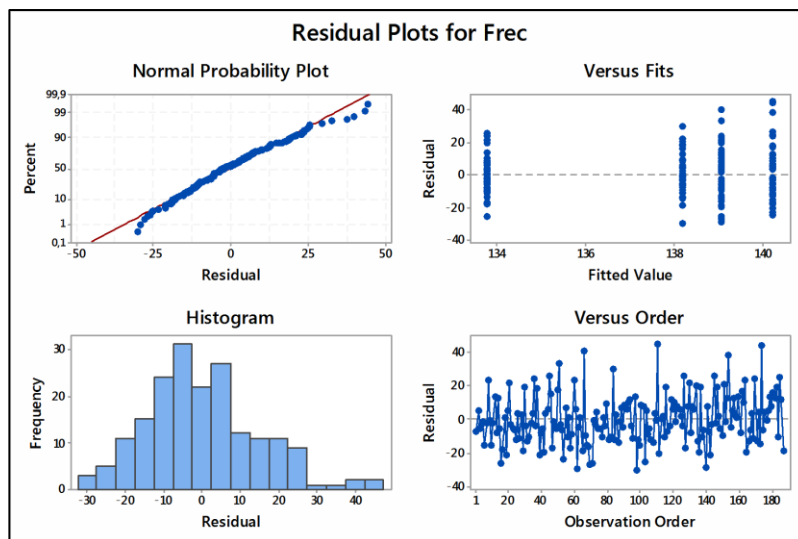 Residual Plots for Frec
Normal Probability Plot
99,9
99
90
50
10
1
0,1
Percent
-50 -25 0 25 50
Residual
Versus Fits
40
20
0
-20
-40
Residual
134 136 138 140
Fitted Value
Histogram
30
20
10
0
Frequency
-30 -20 -10 0 10 20 30 40
Residual
Versus Order
40
20
0
-20
-40
Residual
1 20 40 60 80 100 120 140 160 180
Observation Order